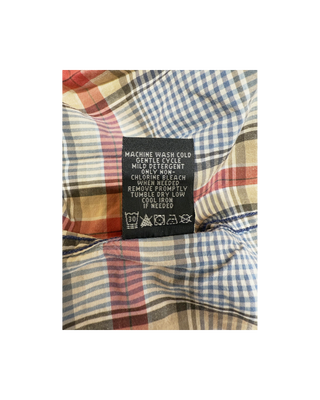 MACHINE WASH COLD
GENTLE CYCLE
MILD DETERGENT
ONLY NON-
CHLORINE BLEACH
WHEN NEEDED
REMOVE PROMPTLY
TUMBLE DRY LOW
COOL IRON
IF NEEDED
30